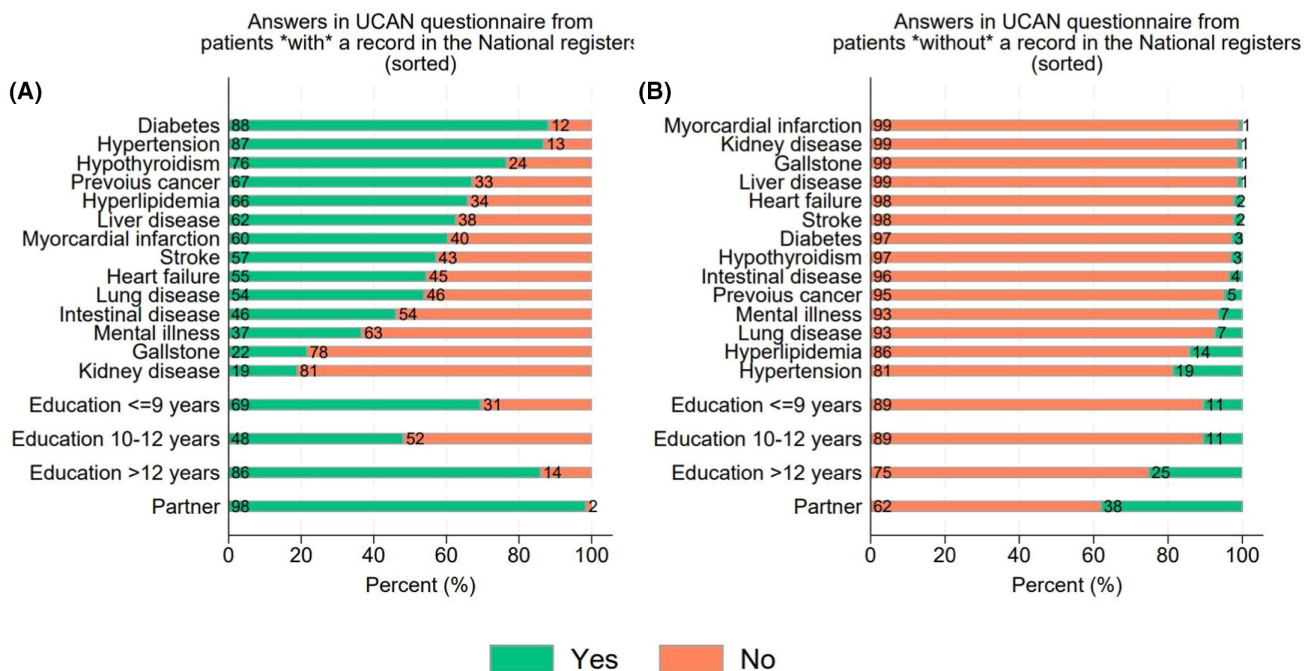 Answers in UCAN questionnaire from
patients *with* a record in the National registers
(sorted)
(A)
Diabetes 88 12
Hypertension 87 13
Hypothyroidism 76 24
Prevoius cancer 67 33
Hyperlipidemia 66 34
Liver disease 62 38
Myorcardial infarction 60 40
Stroke 57 43
Heart failure 55 45
Lung disease 54 46
Intestinal disease 46 54
Mental illness 37 63
Gallstone 22 78
Kidney disease 19 81
Education <=9 years 69 31
Education 10-12 years 48 52
Education >12 years 86 14
Partner 98 2
0 20 40 60 80 100
Percent (%)
Answers in UCAN questionnaire from
patients *without* a record in the National registers
(sorted)
(B)
Myorcardial infarction 99 1
Kidney disease 99 1
Gallstone 99 1
Liver disease 99 1
Heart failure 98 2
Stroke 98 2
Diabetes 97 3
Hypothyroidism 97 3
Intestinal disease 96 4
Prevoius cancer 95 5
Mental illness 93 7
Lung disease 93 7
Hyperlipidemia 86 14
Hypertension 81 19
Education <=9 years 89 11
Education 10-12 years 89 11
Education >12 years 75 25
Partner 62 38
0 20 40 60 80 100
Percent (%)
Yes No